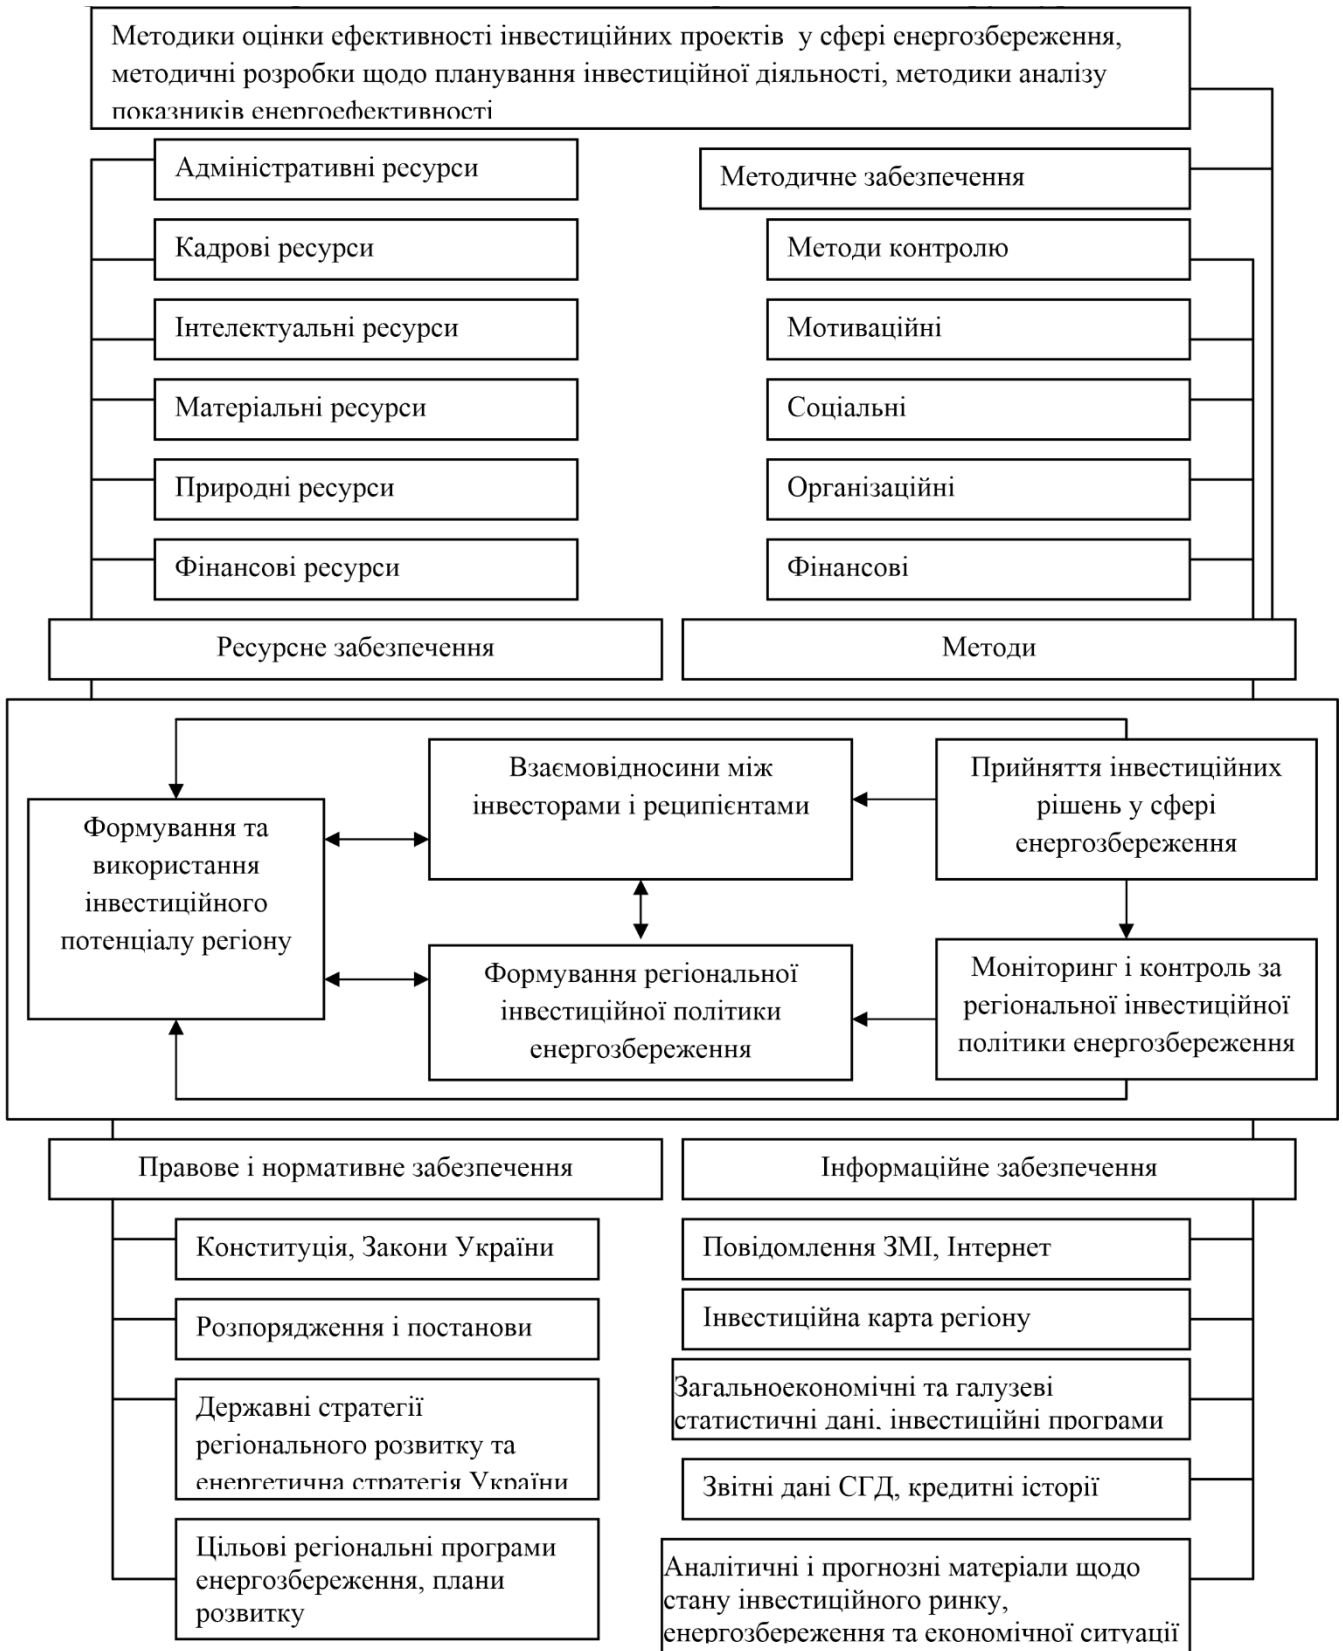 Методики оцінки ефективності інвестиційних проектів у сфері енергозбереження,
методичні розробки щодо планування інвестиційної діяльності, методики аналізу
показників енергоефективності
Адміністративні ресурси
Кадрові ресурси
Інтелектуальні ресурси
Матеріальні ресурси
Природні ресурси
Фінансові ресурси
Ресурсне забезпечення
Методичне забезпечення
Методи контролю
Мотиваційні
Соціальні
Організаційні
Фінансові
Методи
Формування та
використання
інвестиційного
потенціалу регіону
Взаємовідносини між
інвесторами і реципієнтами
Прийняття інвестиційних
рішень у сфері
енергозбереження
Формування регіональної
інвестиційної політики
енергозбереження
Моніторинг і контроль за
регіональної інвестиційної
політики енергозбереження
Правове і нормативне забезпечення
Конституція, Закони України
Розпорядження і постанови
Державні стратегії
регіонального розвитку та
енергетична стратегія України
Цільові регіональні програми
енергозбереження, плани
розвитку
Інформаційне забезпечення
Повідомлення ЗМІ, Інтернет
Інвестиційна карта регіону
Загальноекономічні та галузеві
статистичні дані, інвестиційні програми
Звітні дані СГД, кредитні історії
Аналітичні і прогнозні матеріали щодо
стану інвестиційного ринку,
енергозбереження та економічної ситуації